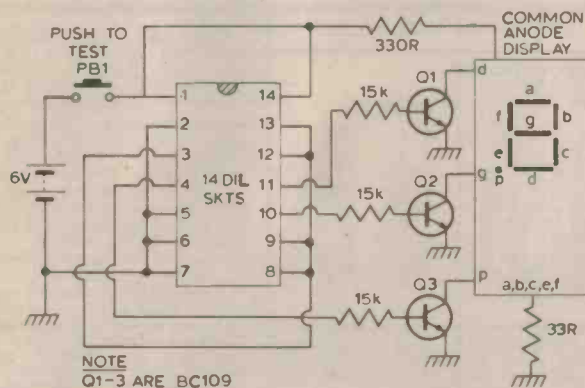 PUSH TO
TEST
PB1
330R
COMMON
ANODE
DISPLAY
6V
1
2
3
4
5
6
7
14 DIL
SKTS
14
13
12
11
10
9
8
15k
Q1
15k
Q2
15k
Q3
d
g
p
a
f
g
b
e
c
p
d
a,b,c,e,f
33R
NOTE
Q1-3 ARE BC109